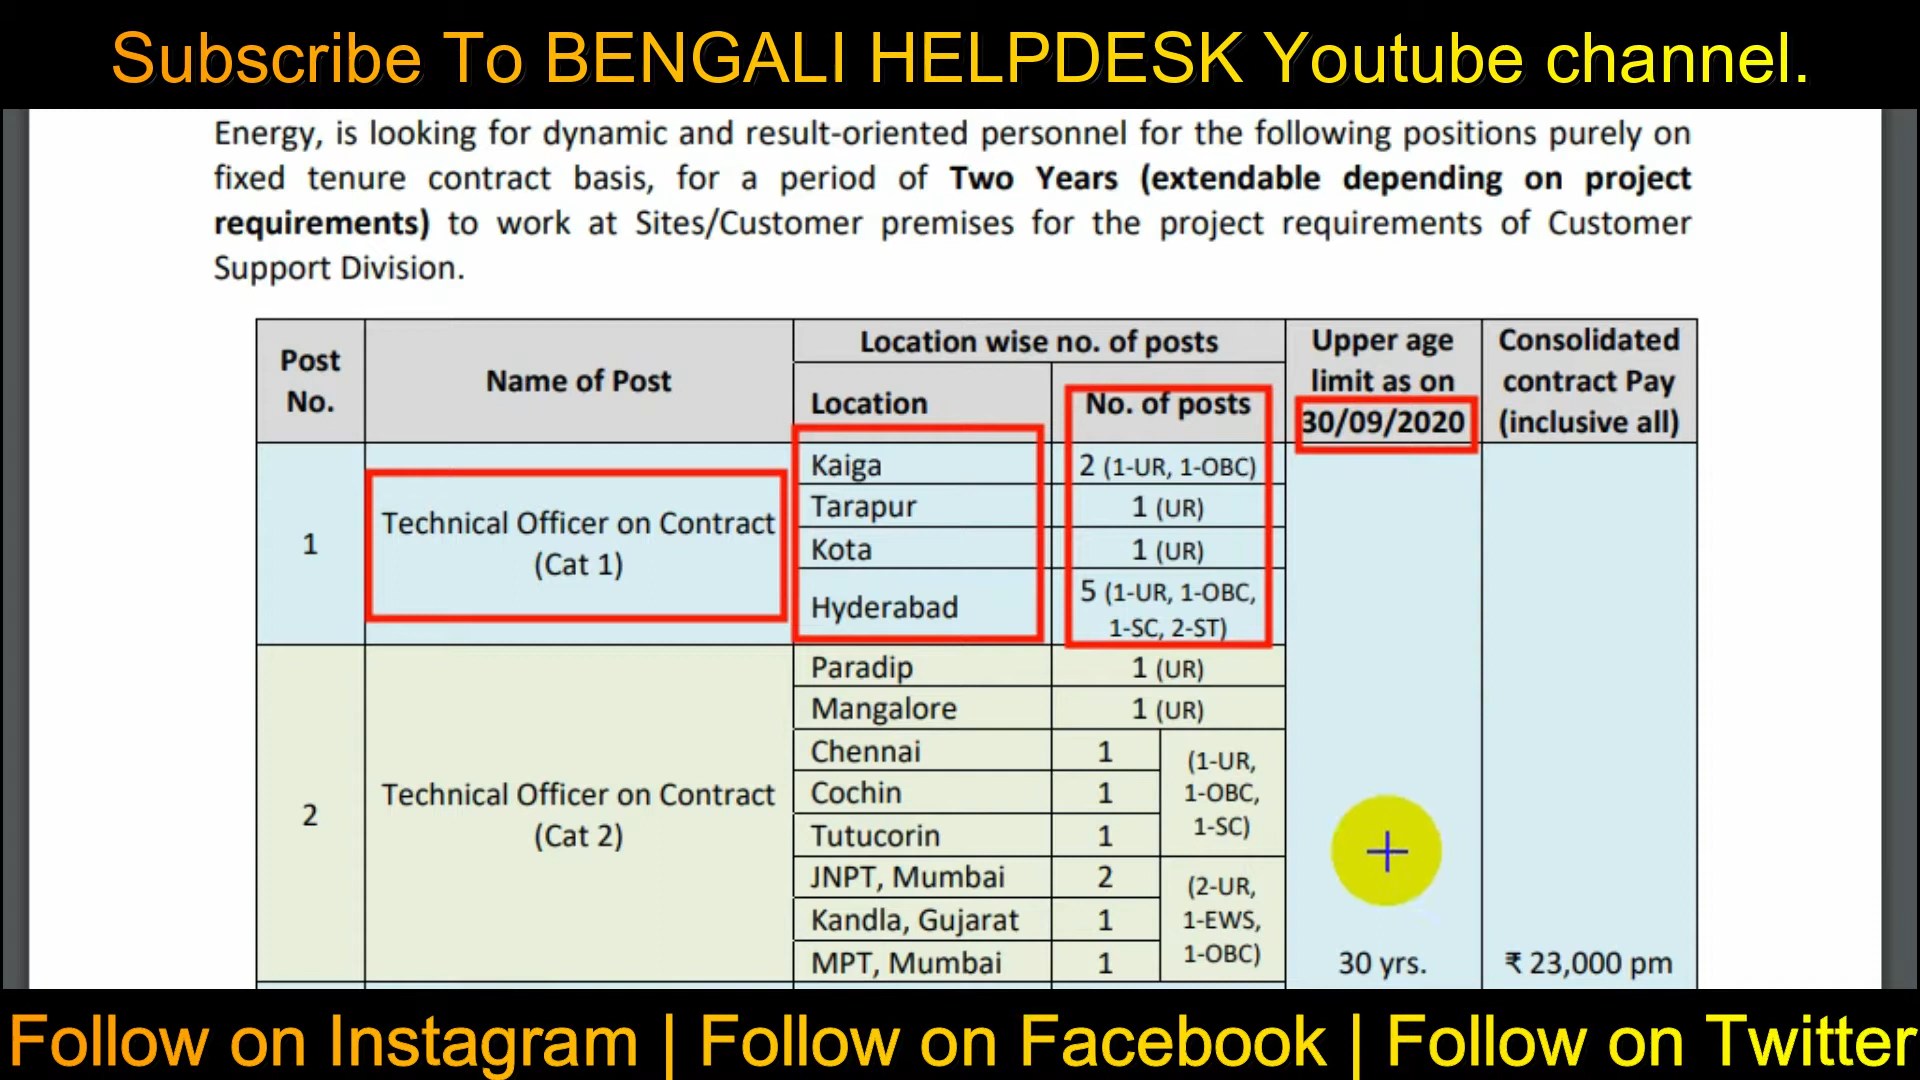 Subscribe To BENGALI HELPDESK Youtube channel.
Energy, is looking for dynamic and result-oriented personnel for the following positions purely on
fixed tenure contract basis, for a period of Two Years (extendable depending on project
requirements) to work at Sites/Customer premises for the project requirements of Customer
Support Division.
Post No.
Name of Post
Location wise no. of posts
Location
No. of posts
Upper age
limit as on
30/09/2020
Consolidated
contract Pay
(inclusive all)
1
Technical Officer on Contract
(Cat 1)
Kaiga 2 (1-UR, 1-OBC)
Tarapur 1 (UR)
Kota 1 (UR)
Hyderabad 5 (1-UR, 1-OBC,
1-SC, 2-ST)
2
Technical Officer on Contract
(Cat 2)
Paradip 1 (UR)
Mangalore 1 (UR)
Chennai 1
Cochin 1
Tutucorin 1
(1-UR,
1-OBC,
1-SC)
JNPT, Mumbai 2
Kandla, Gujarat 1
MPT, Mumbai 1
(2-UR,
1-EWS,
1-OBC)
30 yrs.
₹ 23,000 pm
Follow on Instagram | Follow on Facebook | Follow on Twitter